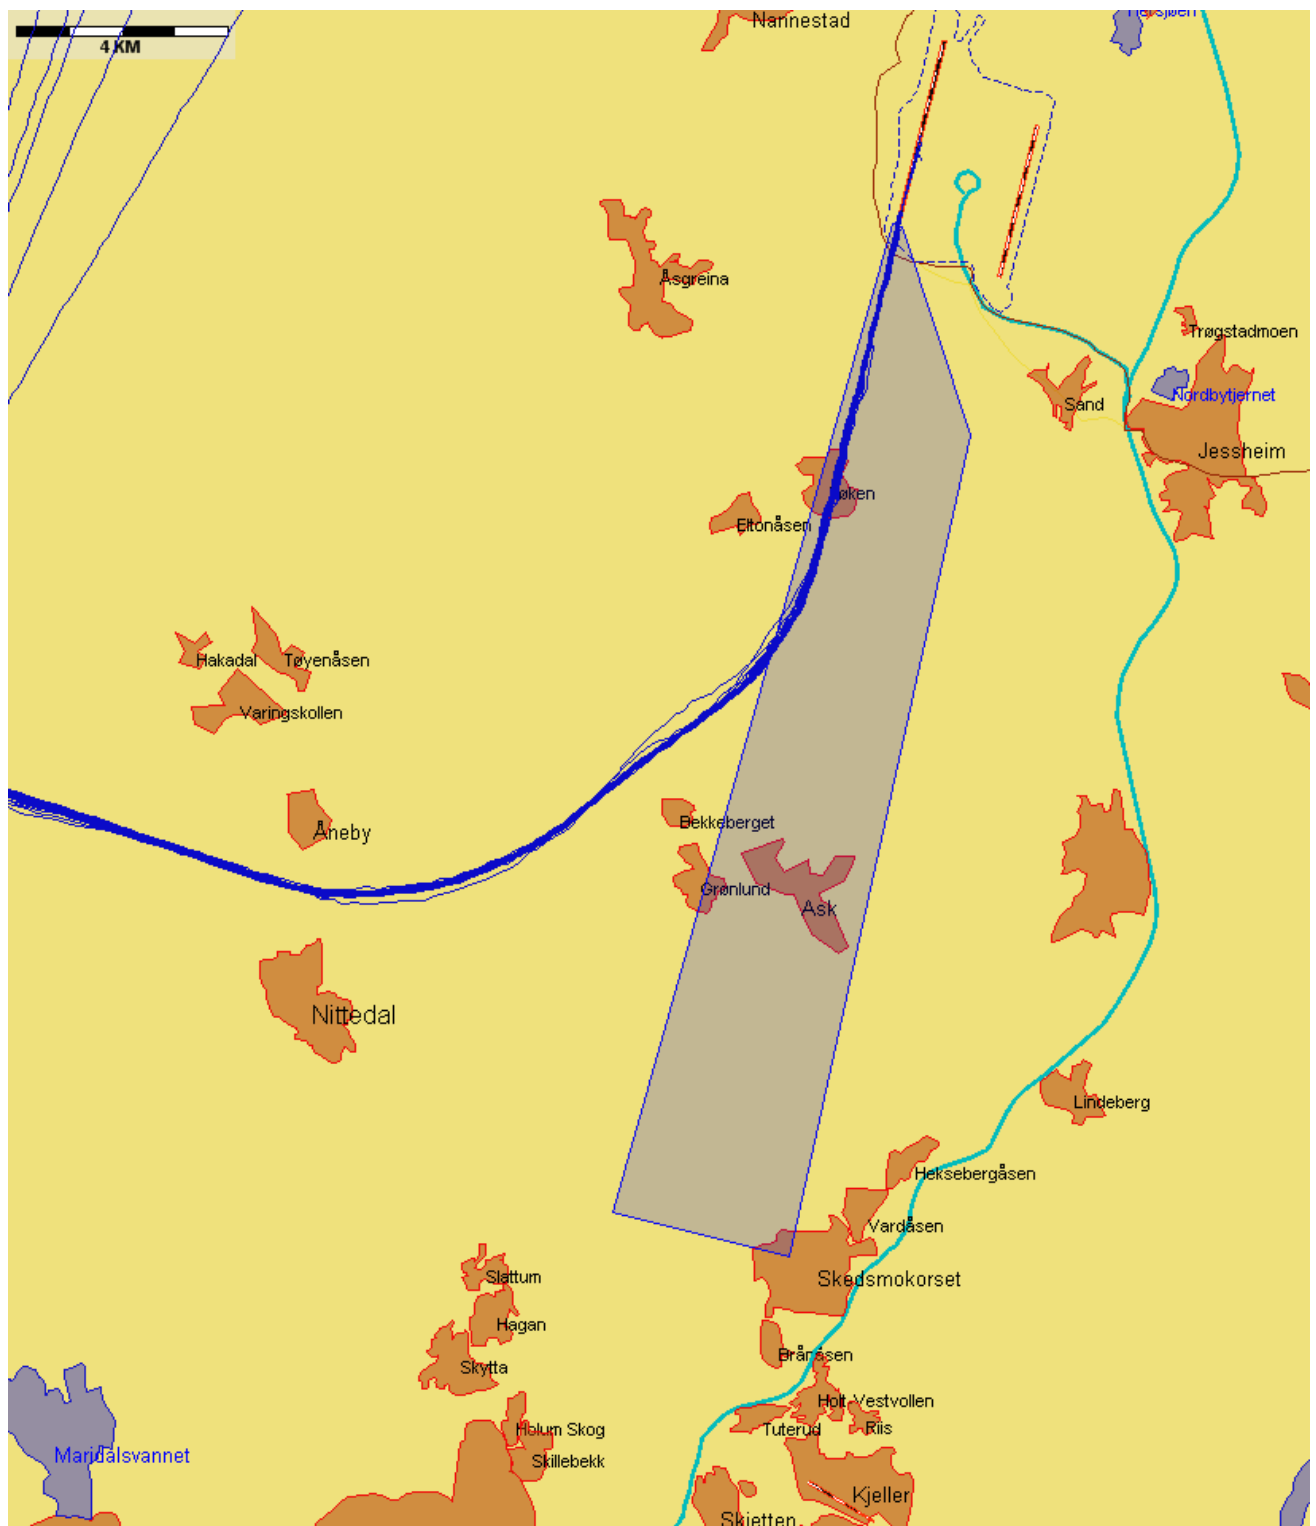 Nannestad
4 KM
Åsgreina
Trøgstadmoen
Nordbytjernet
Sand
Jessheim
Eltonåsen
Hakadal
Tøyenåsen
Varingskollen
Bekkeberget
Åneby
Grønlund
Ask
Nittedal
Lindeberg
Heksebergåsen
Vardåsen
Slattum
Skedsmokorset
Hagan
Brånåsen
Skytta
Holt-Vestvollen
Holum Skog
Tuterud
Riis
Maridalsvannet
Skillebekk
Kjeller
Skjetten